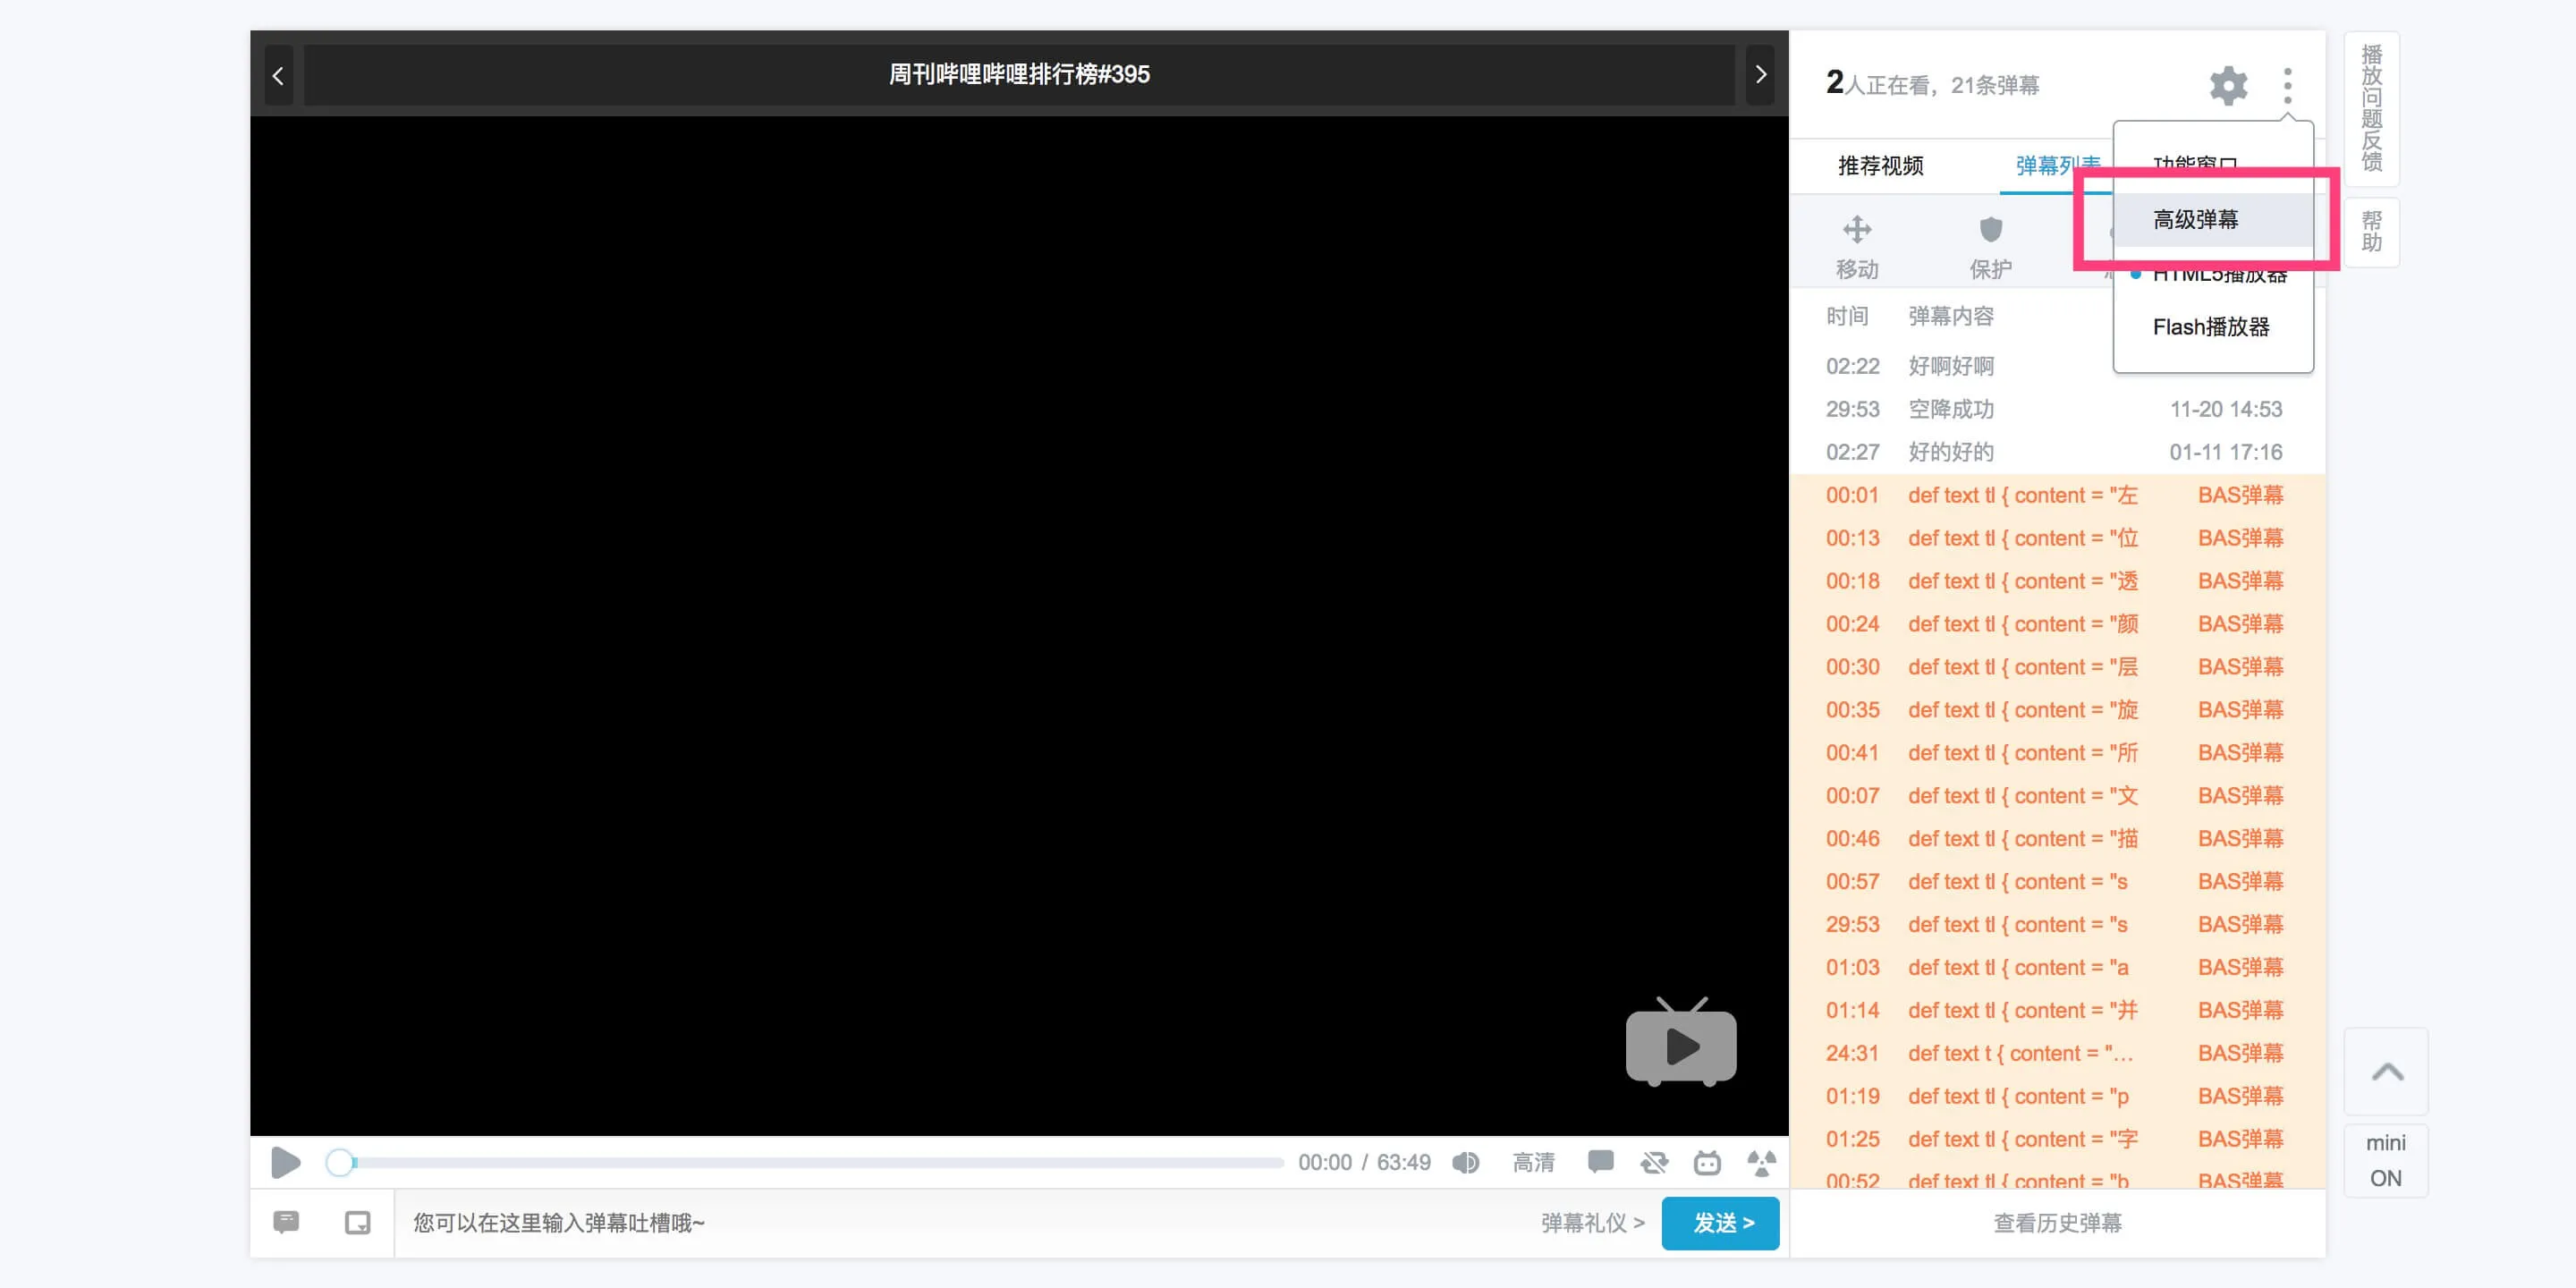 周刊哔哩哔哩排行榜#395
2人正在看，21条弹幕
推荐视频
弹幕列表
功能窗口
高级弹幕
HTML5播放器
Flash播放器
移动
保护
时间 弹幕内容
02:22 好啊好啊
29:53 空降成功 11-20 14:53
02:27 好的好的 01-11 17:16
00:01 def text tl { content = "左 BAS弹幕
00:13 def text tl { content = "位 BAS弹幕
00:18 def text tl { content = "透 BAS弹幕
00:24 def text tl { content = "颜 BAS弹幕
00:30 def text tl { content = "层 BAS弹幕
00:35 def text tl { content = "旋 BAS弹幕
00:41 def text tl { content = "所 BAS弹幕
00:07 def text tl { content = "文 BAS弹幕
00:46 def text tl { content = "描 BAS弹幕
00:57 def text tl { content = "s BAS弹幕
29:53 def text tl { content = "s BAS弹幕
01:03 def text tl { content = "a BAS弹幕
01:14 def text tl { content = "并 BAS弹幕
24:31 def text t { content = "... BAS弹幕
01:19 def text tl { content = "p BAS弹幕
01:25 def text tl { content = "字 BAS弹幕
00:52 def text tl { content = "b BAS弹幕
查看历史弹幕
00:00 / 63:49
高清
您可以在这里输入弹幕吐槽哦~
弹幕礼仪 >
发送 >
播放问题反馈
帮助
mini
ON